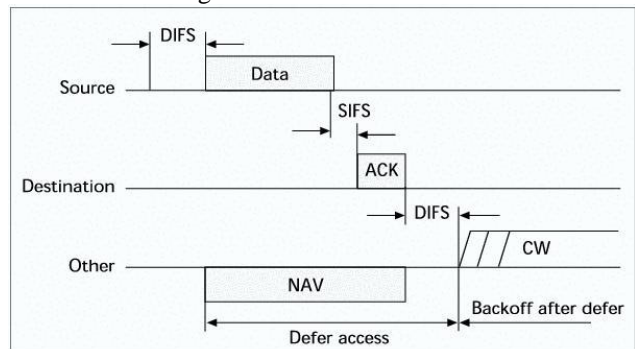 DIFS
Data
Source
SIFS
ACK
Destination
DIFS
CW
Other
NAV
Backoff after defer
Defer access